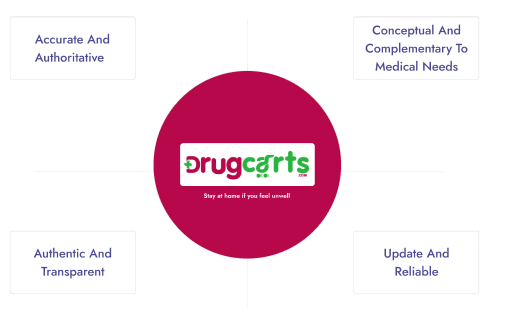 Accurate And
Authoritative
Conceptual And
Complementary To
Medical Needs
Drugcarts
.COM
Stay at home if you feel unwell
Authentic And
Transparent
Update And
Reliable